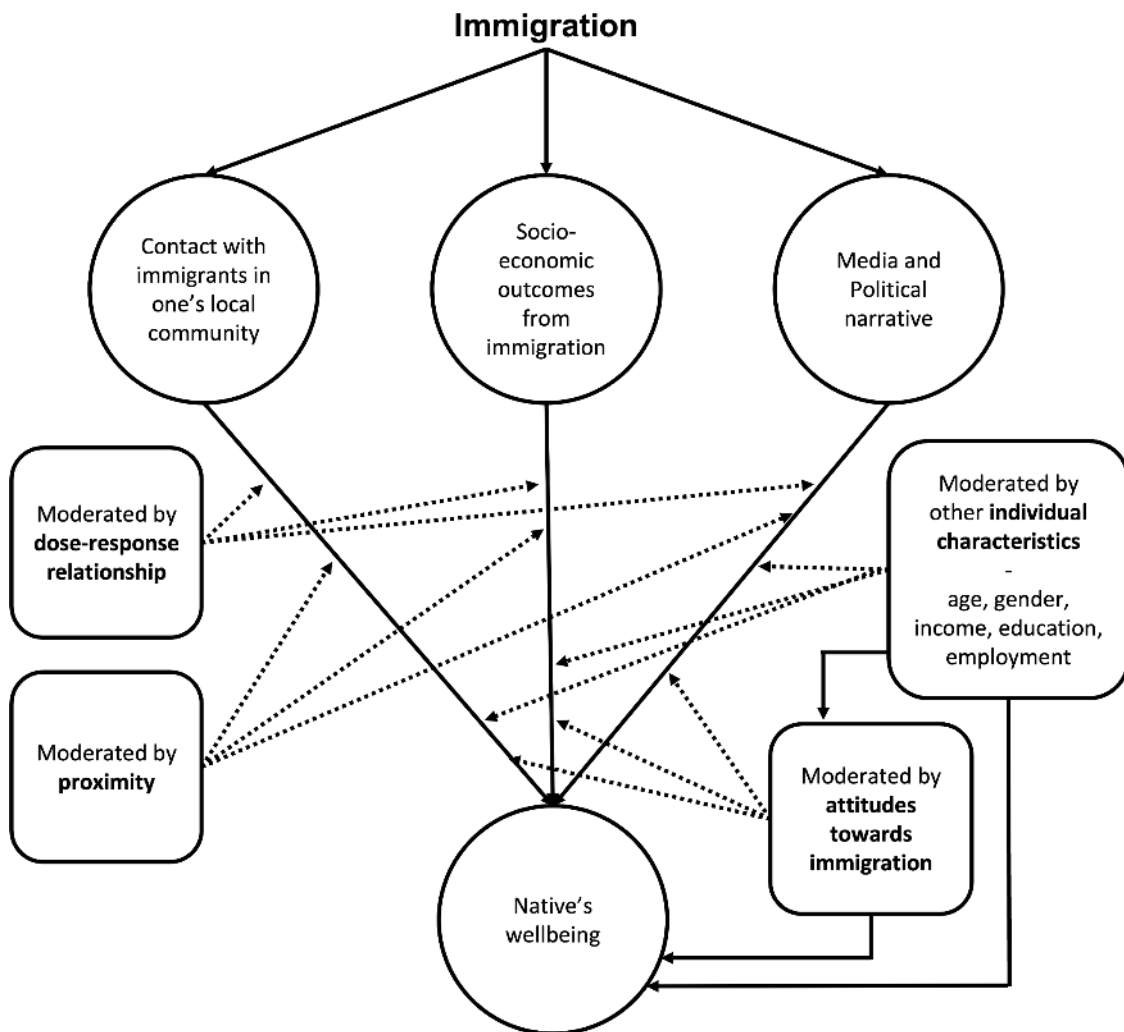 Immigration
Contact with
immigrants in
one's local
community
Socio-
economic
outcomes
from
immigration
Media and
Political
narrative
Moderated by
dose-response
relationship
Moderated by
other individual
characteristics
-
age, gender,
income, education,
employment
Moderated by
proximity
Moderated by
attitudes
towards
immigration
Native's
wellbeing